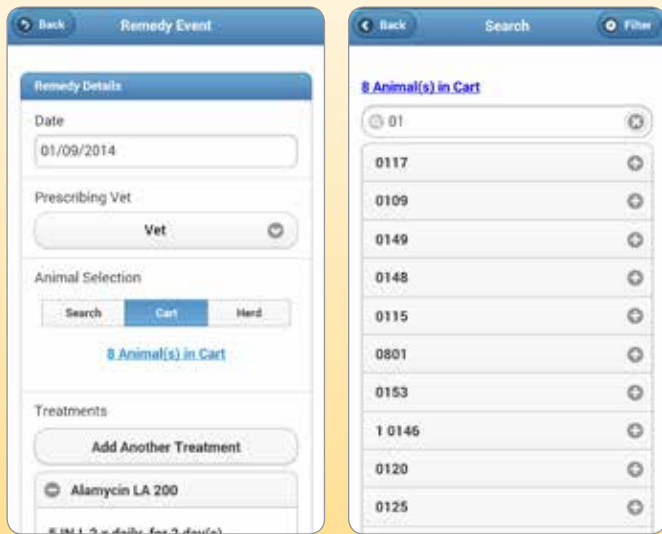 Back Remedy Event
Remedy Details
Date
01/09/2014
Prescribing Vet
Vet
Animal Selection
Search Cart Herd
8 Animal(s) in Cart
Treatments
Add Another Treatment
Alamycin LA 200
Back Search Filter
8 Animal(s) in Cart
01
0117
0109
0149
0148
0115
0801
0153
1 0146
0120
0125